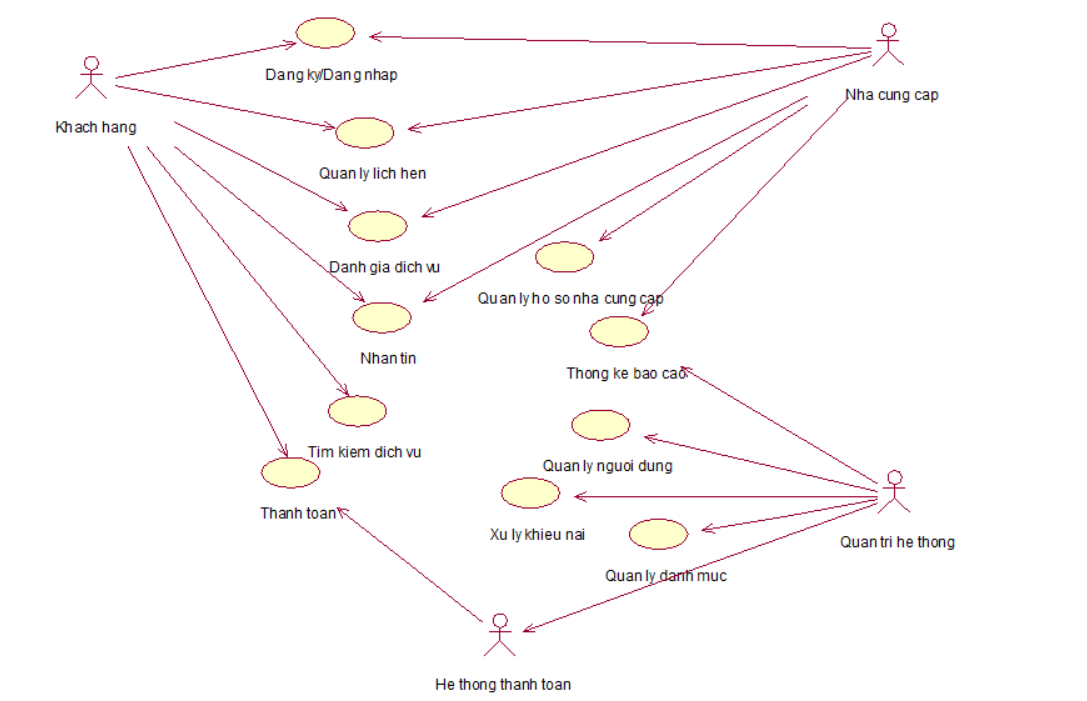 Dang ky/Dang nhap
Nha cung cap
Khach hang
Quan ly lich hen
Danh gia dich vu
Quan ly ho so nha cung cap
Nhan tin
Thong ke bao cao
Tim kiem dich vu
Quan ly nguoi dung
Thanh toan
Xu ly khieu nai
Quan tri he thong
Quan ly danh muc
He thong thanh toan